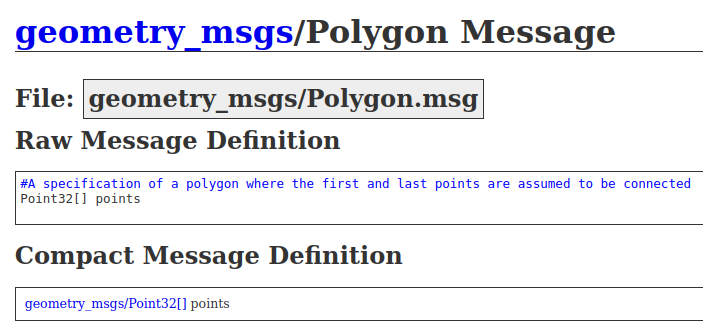 geometry_msgs/Polygon Message
File: geometry_msgs/Polygon.msg
Raw Message Definition
#A specification of a polygon where the first and last points are assumed to be connected
Point32[] points
Compact Message Definition
geometry_msgs/Point32[] points